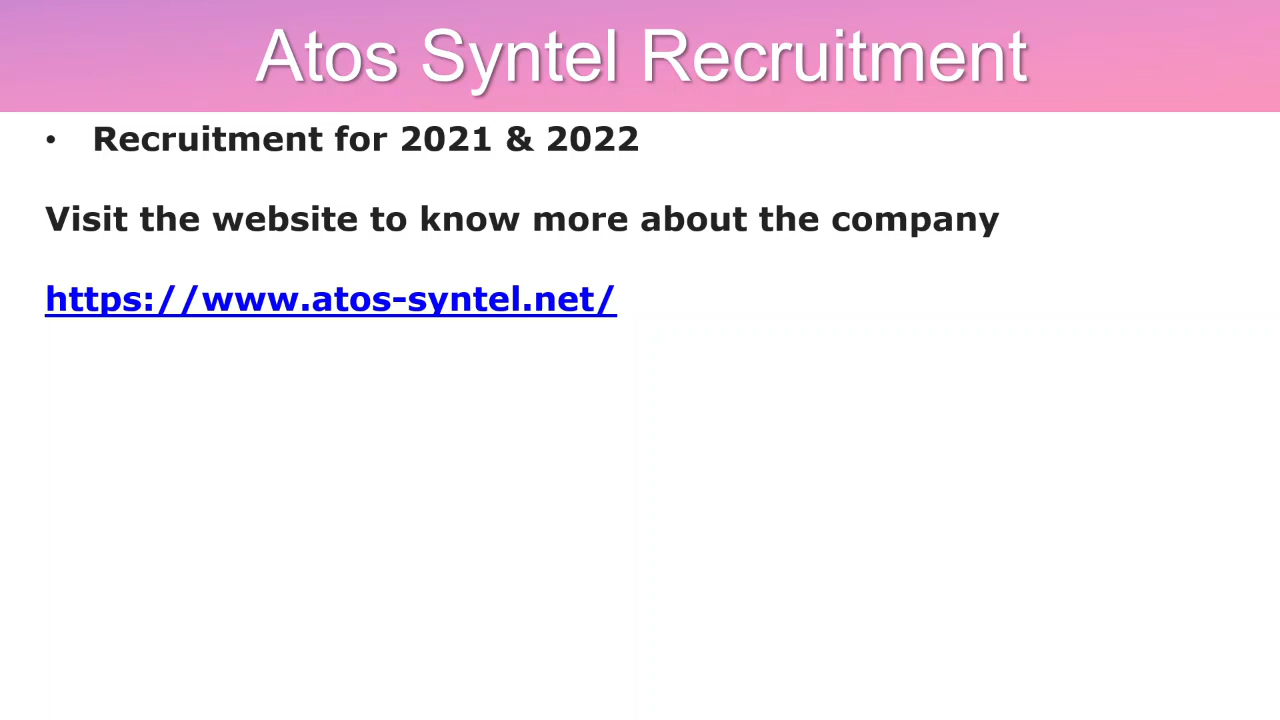 Atos Syntel Recruitment
• Recruitment for 2021 & 2022
Visit the website to know more about the company
https://www.atos-syntel.net/